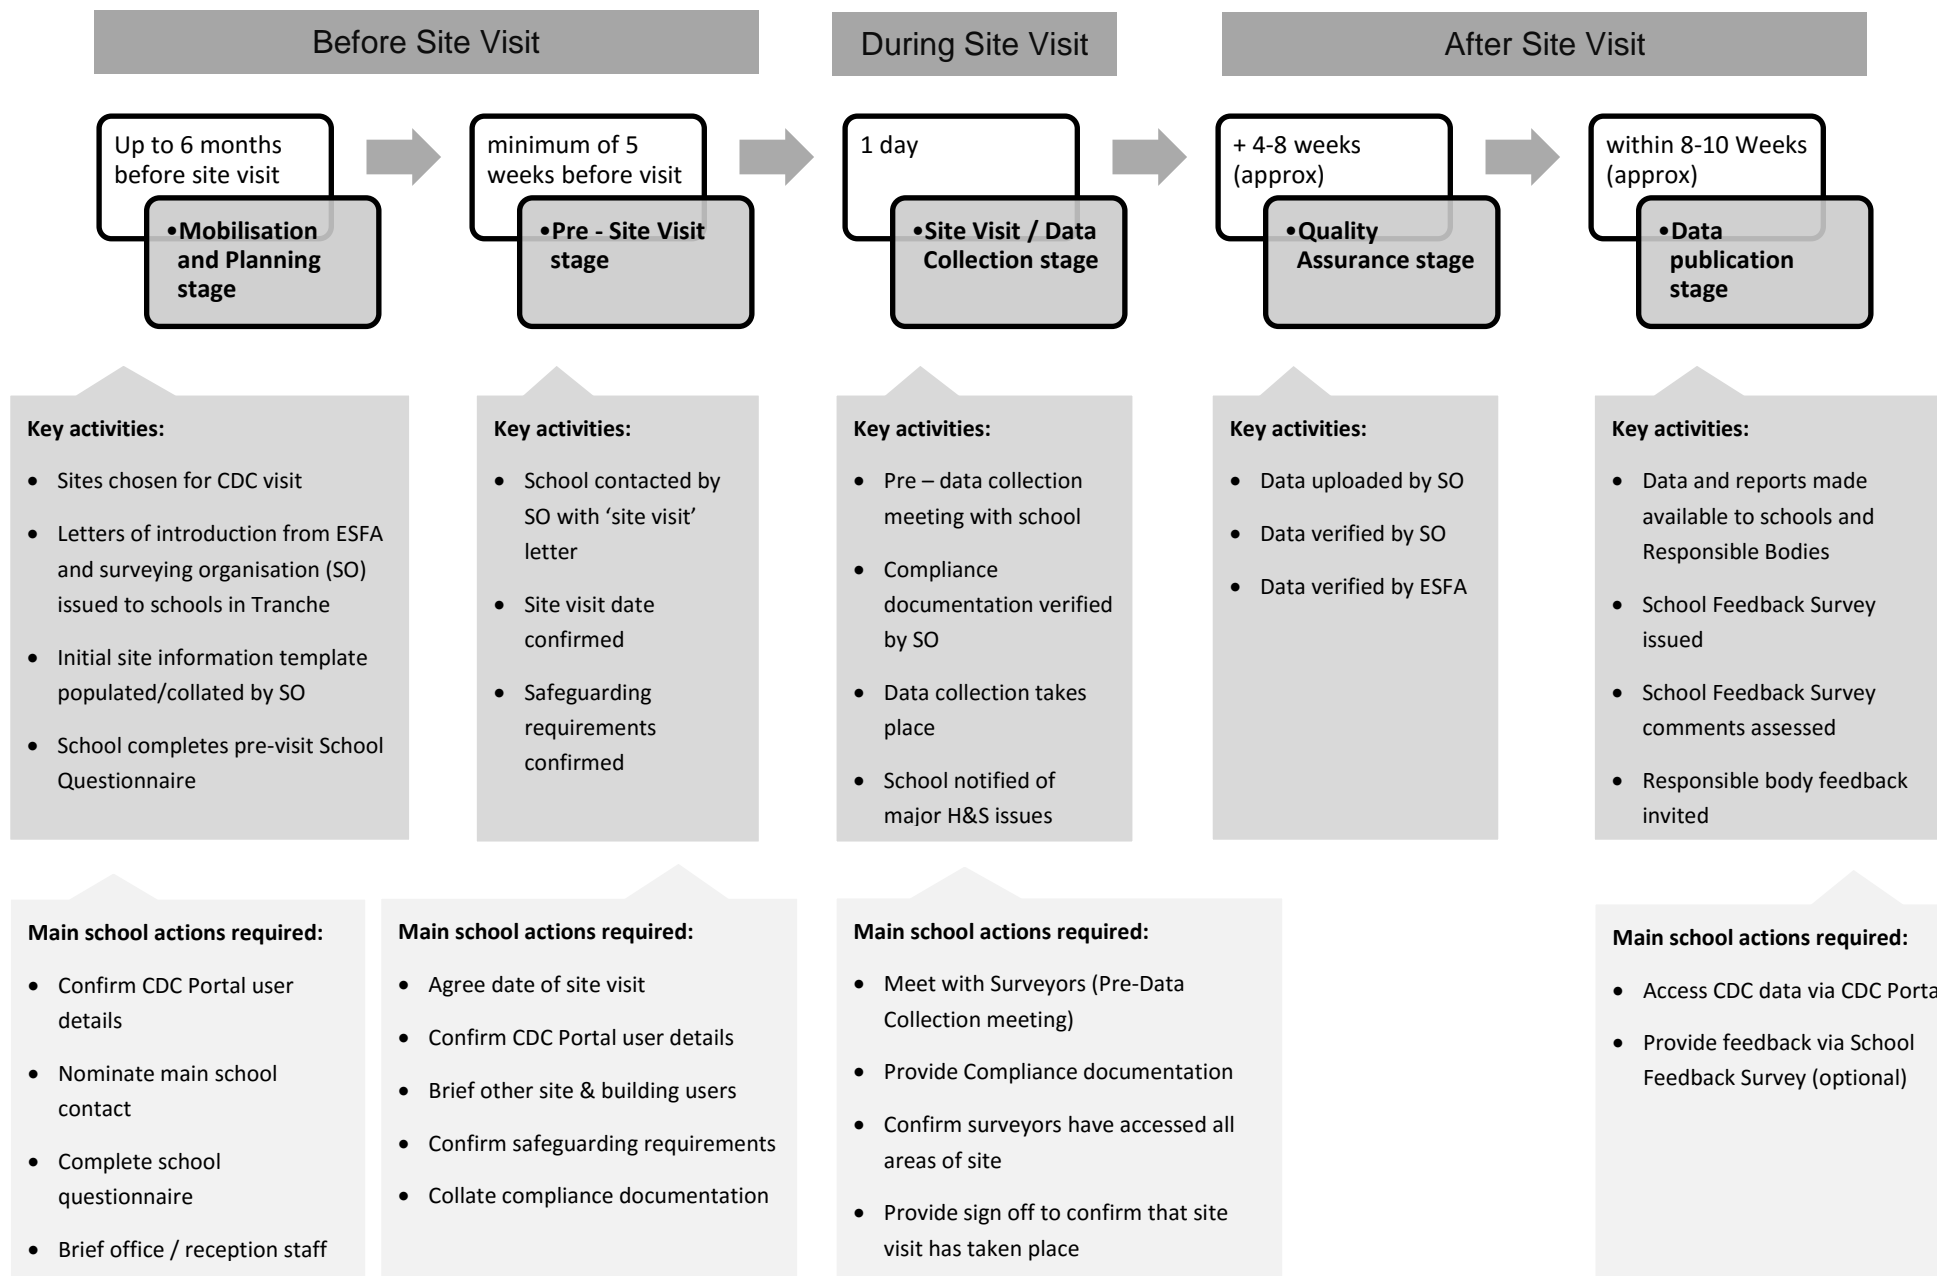 Before Site Visit
During Site Visit
After Site Visit
Up to 6 months
before site visit
•Mobilisation
and Planning
stage
minimum of 5
weeks before visit
•Pre - Site Visit
stage
1 day
•Site Visit / Data
Collection stage
+ 4-8 weeks
(approx)
•Quality
Assurance stage
within 8-10 Weeks
(approx)
•Data
publication
stage
Key activities:
• Sites chosen for CDC visit
• Letters of introduction from ESFA
and surveying organisation (SO)
issued to schools in Tranche
• Initial site information template
populated/collated by SO
• School completes pre-visit School
Questionnaire
Key activities:
• School contacted by
SO with ‘site visit’
letter
• Site visit date
confirmed
• Safeguarding
requirements
confirmed
Key activities:
• Pre – data collection
meeting with school
• Compliance
documentation verified
by SO
• Data collection takes
place
• School notified of
major H&S issues
Key activities:
• Data uploaded by SO
• Data verified by SO
• Data verified by ESFA
Key activities:
• Data and reports made
available to schools and
Responsible Bodies
• School Feedback Survey
issued
• School Feedback Survey
comments assessed
• Responsible body feedback
invited
Main school actions required:
• Confirm CDC Portal user
details
• Nominate main school
contact
• Complete school
questionnaire
• Brief office / reception staff
Main school actions required:
• Agree date of site visit
• Confirm CDC Portal user details
• Brief other site & building users
• Confirm safeguarding requirements
• Collate compliance documentation
Main school actions required:
• Meet with Surveyors (Pre-Data
Collection meeting)
• Provide Compliance documentation
• Confirm surveyors have accessed all
areas of site
• Provide sign off to confirm that site
visit has taken place
Main school actions required:
• Access CDC data via CDC Porta
• Provide feedback via School
Feedback Survey (optional)